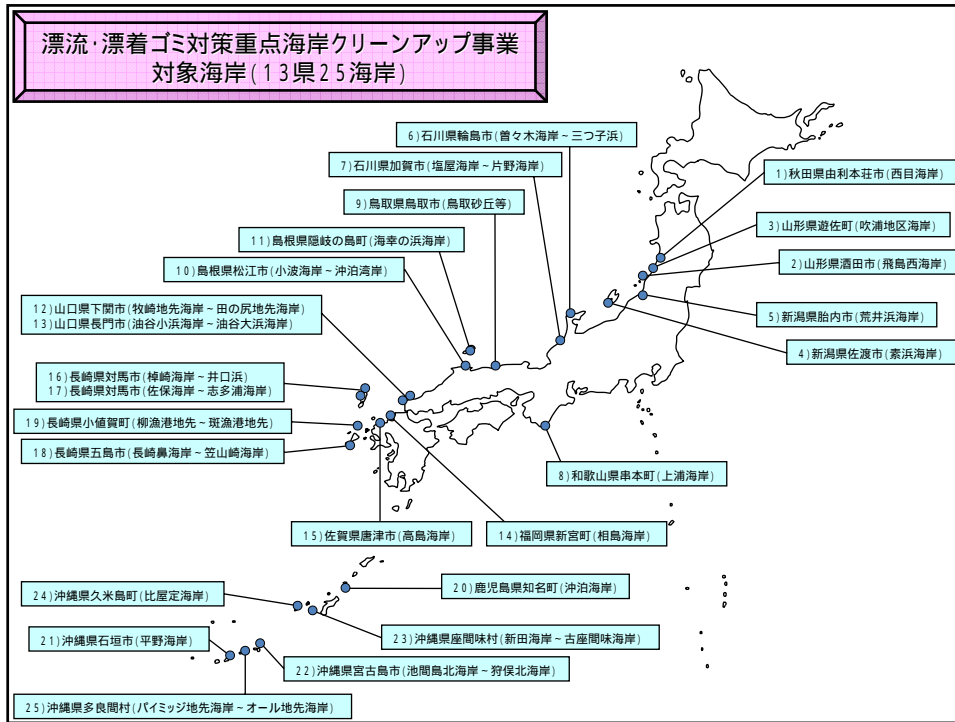 漂流･漂着ゴミ対策重点海岸クリーンアップ事業
対象海岸(13県25海岸)
6)石川県輪島市(曽々木海岸～三つ子浜)
7)石川県加賀市(塩屋海岸～片野海岸)
9)鳥取県鳥取市(鳥取砂丘等)
11)島根県隠岐の島町(海幸の浜海岸)
10)島根県松江市(小波海岸～沖泊湾岸)
12)山口県下関市(牧崎地先海岸～田の尻地先海岸)
13)山口県長門市(油谷小浜海岸～油谷大浜海岸)
16)長崎県対馬市(棹崎海岸～井口浜)
17)長崎県対馬市(佐保海岸～志多浦海岸)
19)長崎県小値賀町(柳漁港地先～斑漁港地先)
18)長崎県五島市(長崎鼻海岸～笠山崎海岸)
1)秋田県由利本荘市(西目海岸)
3)山形県遊佐町(吹浦地区海岸)
2)山形県酒田市(飛島西海岸)
5)新潟県胎内市(荒井浜海岸)
4)新潟県佐渡市(素浜海岸)
8)和歌山県串本町(上浦海岸)
15)佐賀県唐津市(高島海岸)
14)福岡県新宮町(相島海岸)
20)鹿児島県知名町(沖泊海岸)
24)沖縄県久米島町(比屋定海岸)
23)沖縄県座間味村(新田海岸～古座間味海岸)
21)沖縄県石垣市(平野海岸)
22)沖縄県宮古島市(池間島北海岸～狩俣北海岸)
25)沖縄県多良間村(パイミッジ地先海岸～オール地先海岸)